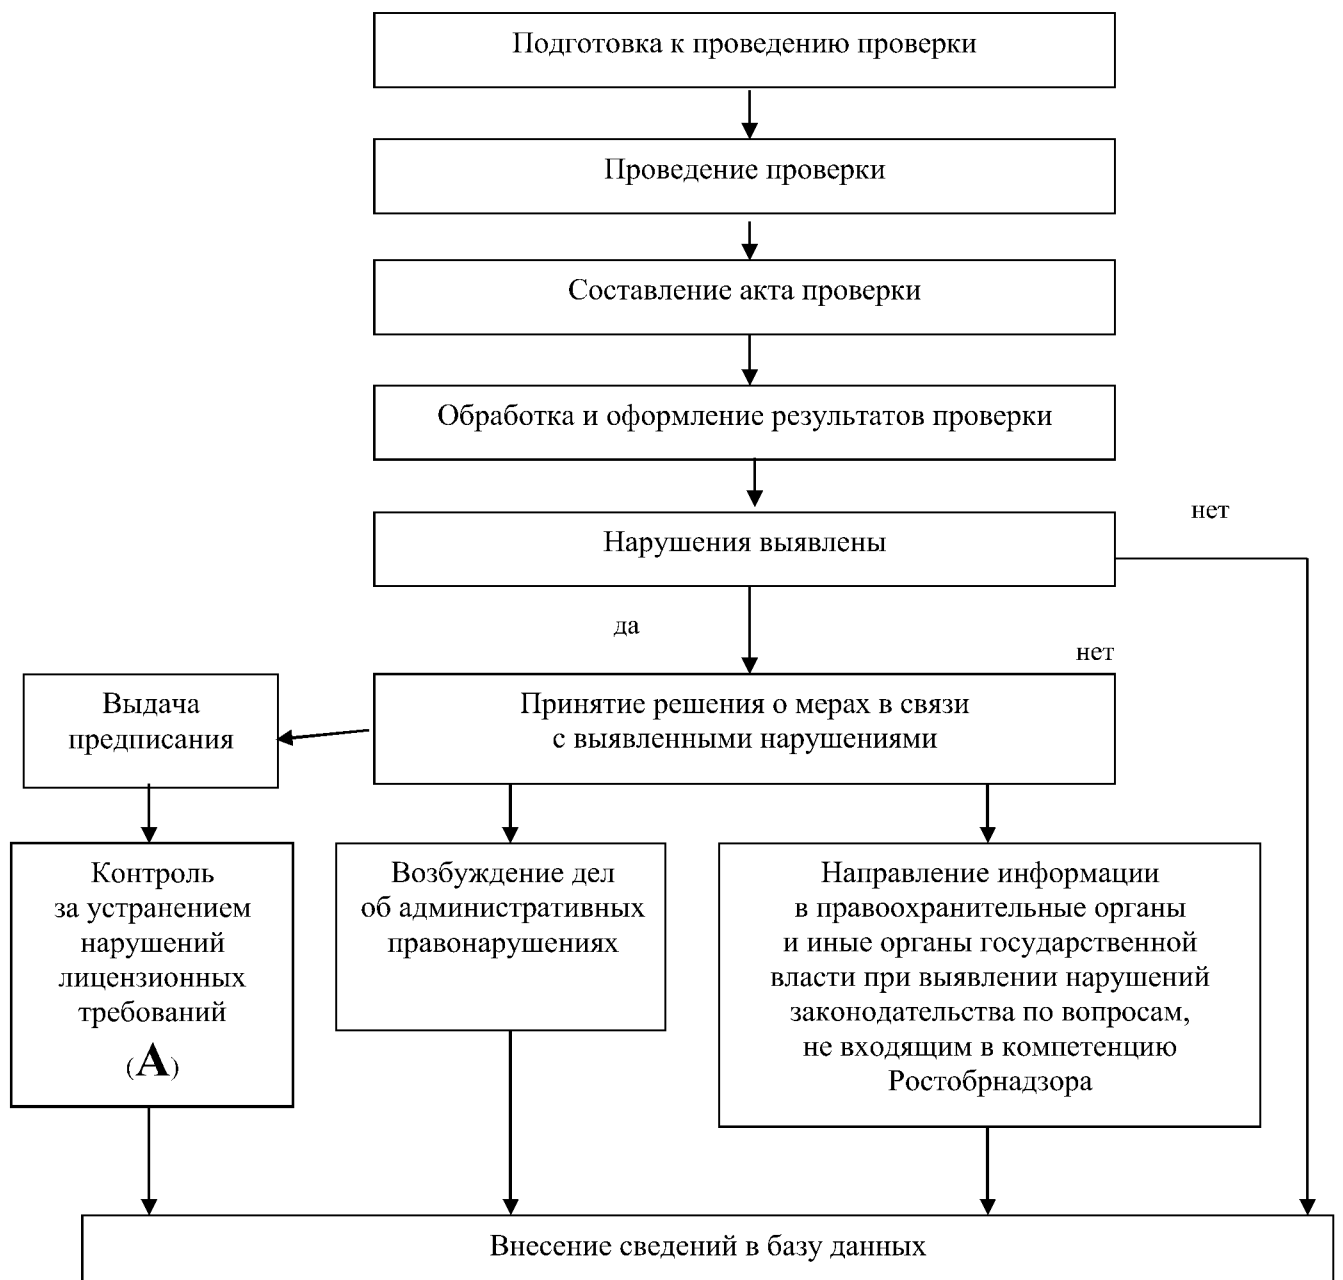 Подготовка к проведению проверки
Проведение проверки
Составление акта проверки
Обработка и оформление результатов проверки
нет
Нарушения выявлены
да
нет
Выдача
предписания
Принятие решения о мерах в связи
с выявленными нарушениями
Контроль
за устранением
нарушений
лицензионных
требований
(А)
Возбуждение дел
об административных
правонарушениях
Направление информации
в правоохранительные органы
и иные органы государственной
власти при выявлении нарушений
законодательства по вопросам,
не входящим в компетенцию
Ростобрнадзора
Внесение сведений в базу данных